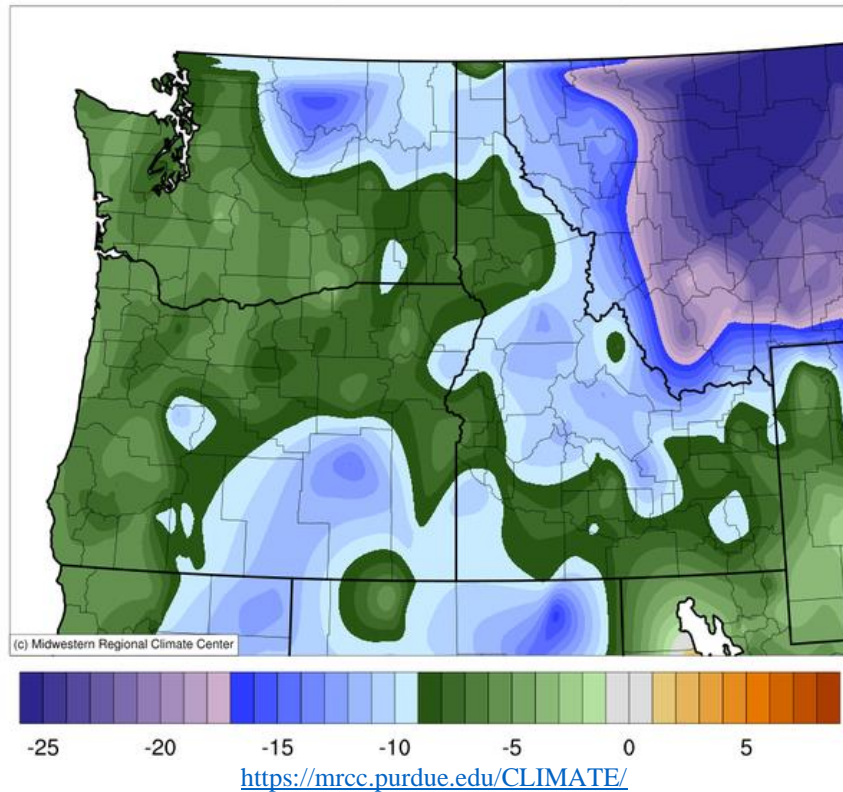 (c) Midwestern Regional Climate Center
-25 -20 -15 -10 -5 0 5
https://mrcc.purdue.edu/CLIMATE/